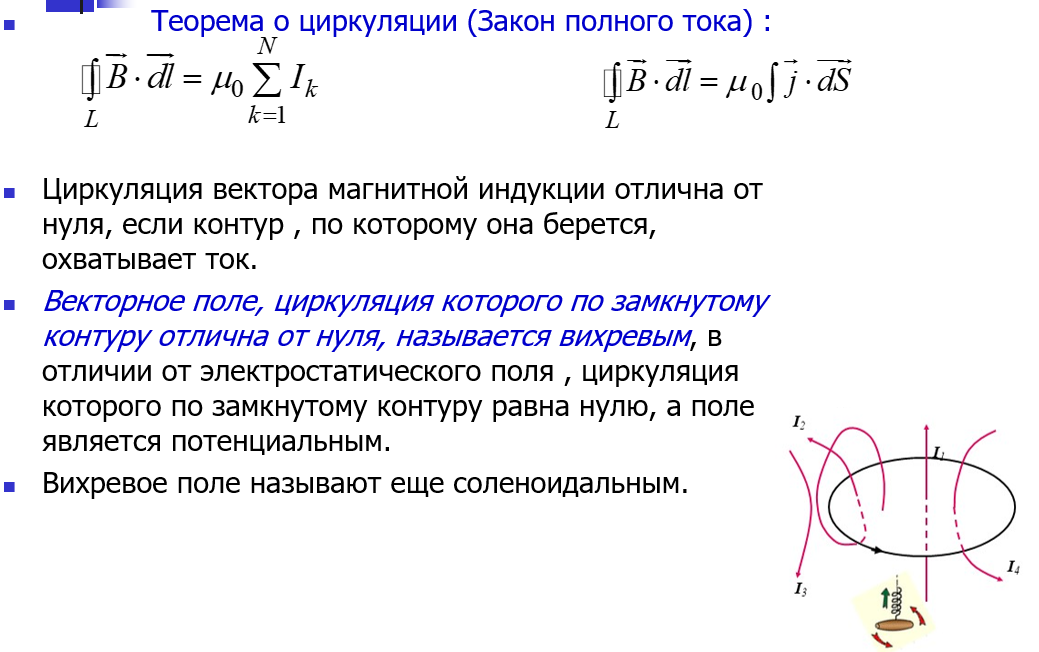 Теорема о циркуляции (Закон полного тока) :
∮_L B⃗ · dl⃗ = μ₀ ∑_{k=1}^{N} I_k
∮_L B⃗ · dl⃗ = μ₀ ∫ j⃗ · dS⃗
Циркуляция вектора магнитной индукции отлична от
нуля, если контур , по которому она берется,
охватывает ток.
Векторное поле, циркуляция которого по замкнутому
контуру отлична от нуля, называется вихревым, в
отличии от электростатического поля , циркуляция
которого по замкнутому контуру равна нулю, а поле
является потенциальным.
Вихревое поле называют еще соленоидальным.
I₂
I₁
I₄
I₃